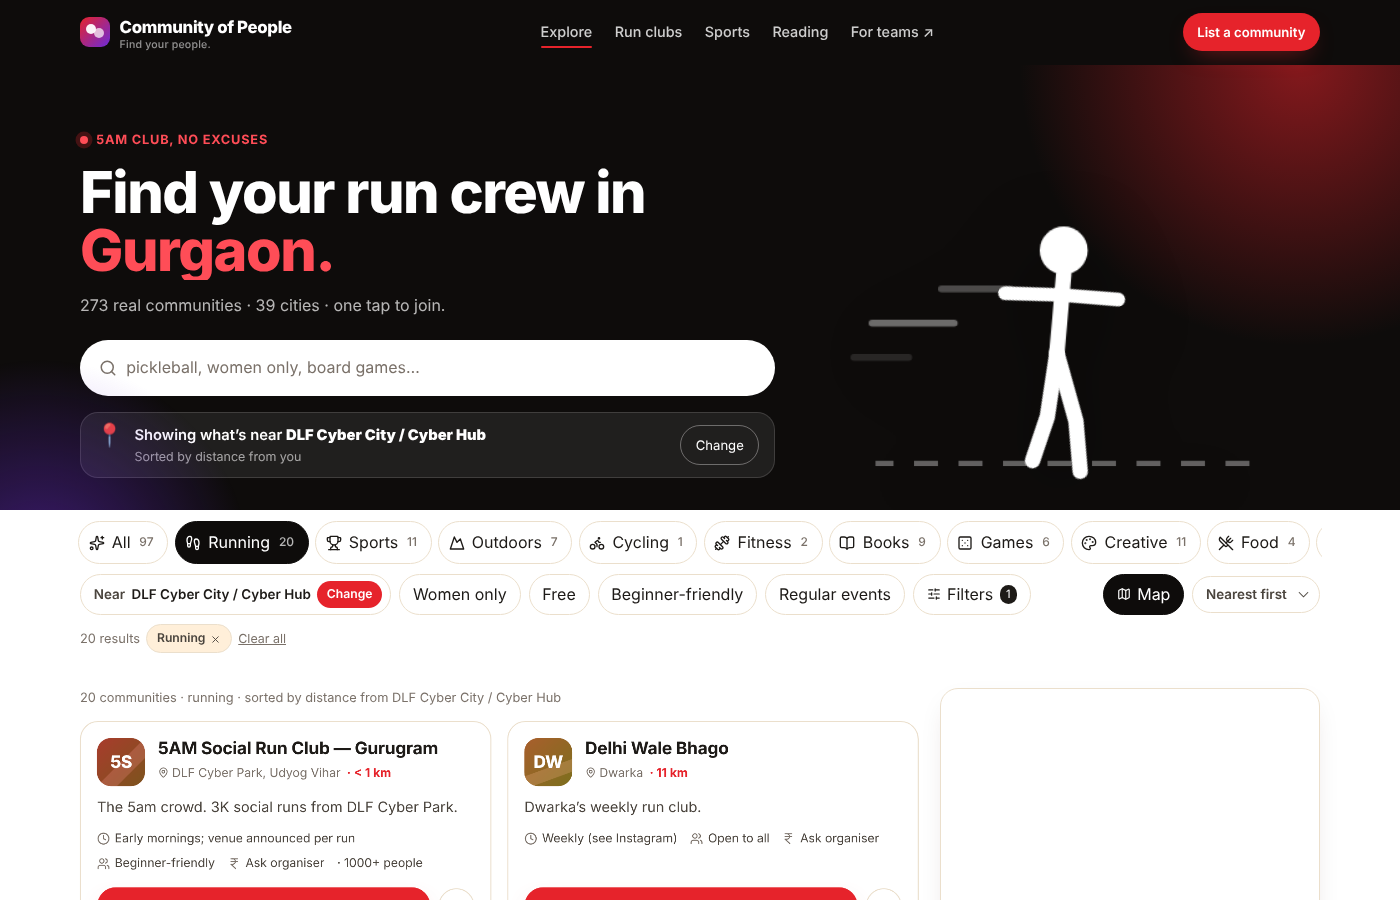 Community of People
Find your people.
Explore
Run clubs
Sports
Reading
For teams ↗
List a community
5AM CLUB, NO EXCUSES
Find your run crew in
Gurgaon.
273 real communities · 39 cities · one tap to join.
pickleball, women only, board games...
Showing what's near DLF Cyber City / Cyber Hub
Sorted by distance from you
Change
All 97
Running 20
Sports 11
Outdoors 7
Cycling 1
Fitness 2
Books 9
Games 6
Creative 11
Food 4
Near DLF Cyber City / Cyber Hub Change
Women only
Free
Beginner-friendly
Regular events
Filters 1
Map
Nearest first
20 results
Running ×
Clear all
20 communities · running · sorted by distance from DLF Cyber City / Cyber Hub
5S
5AM Social Run Club — Gurugram
DLF Cyber Park, Udyog Vihar · < 1 km
The 5am crowd. 3K social runs from DLF Cyber Park.
Early mornings; venue announced per run
Beginner-friendly ₹ Ask organiser · 1000+ people
DW
Delhi Wale Bhago
Dwarka · 11 km
Dwarka's weekly run club.
Weekly (see Instagram) Open to all ₹ Ask organiser